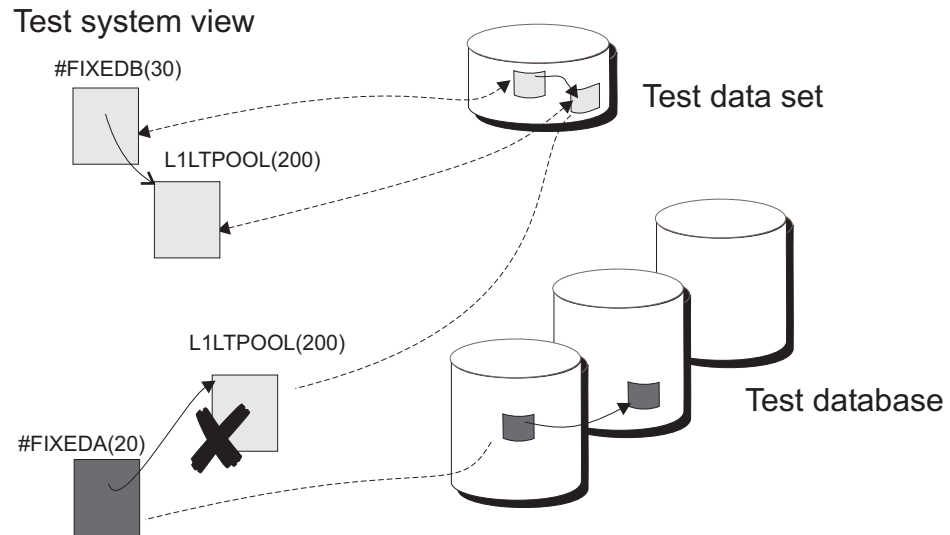 Test system view
#FIXEDB(30)
Test data set
L1LTPOOL(200)
L1LTPOOL(200)
Test database
#FIXEDA(20)